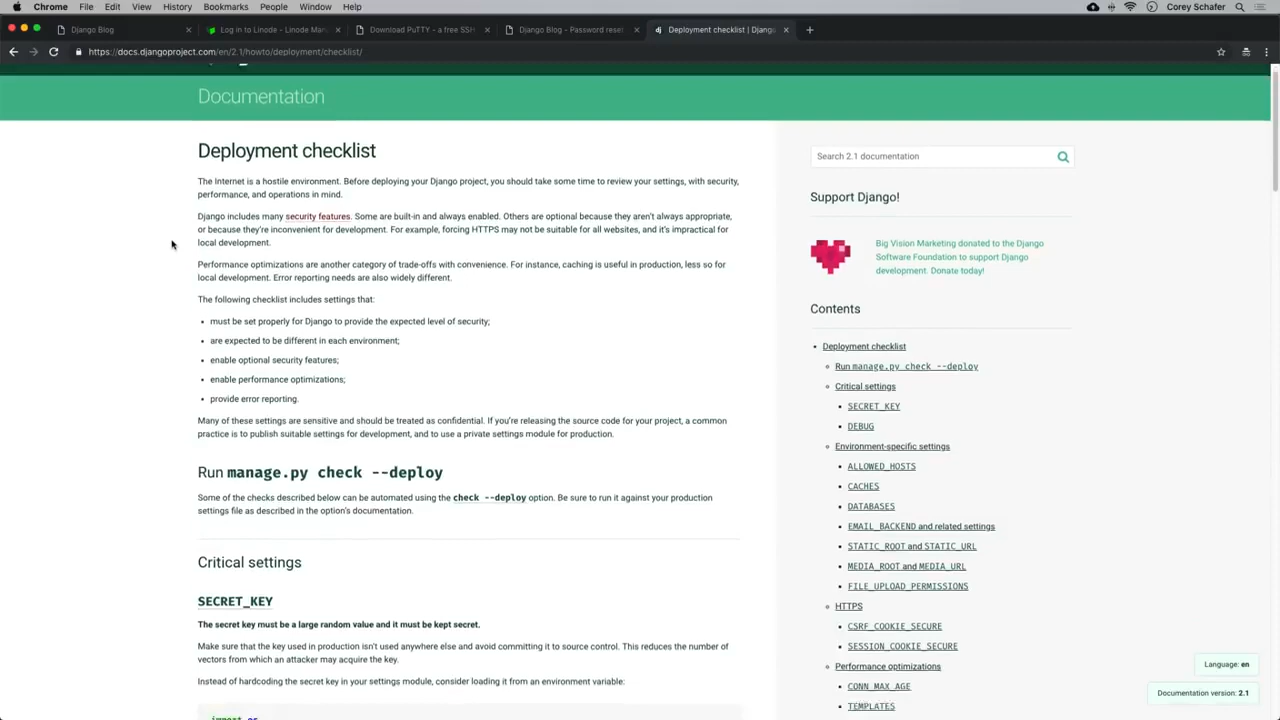 Chrome File Edit View History Bookmarks People Window Help Corey Schafer
Django Blog
Log in to Linode - Linode Man
Download PuTTY - a free SSH
Django Blog - Password rese
Deployment checklist | Django
https://docs.djangoproject.com/en/2.1/howto/deployment/checklist/
Documentation
Deployment checklist
The Internet is a hostile environment. Before deploying your Django project, you should take some time to review your settings, with security,
performance, and operations in mind.
Django includes many security features. Some are built-in and always enabled. Others are optional because they aren't always appropriate,
or because they're inconvenient for development. For example, forcing HTTPS may not be suitable for all websites, and it's impractical for
local development.
Performance optimizations are another category of trade-offs with convenience. For instance, caching is useful in production, less so for
local development. Error reporting needs are also widely different.
The following checklist includes settings that:
• must be set properly for Django to provide the expected level of security;
• are expected to be different in each environment;
• enable optional security features;
• enable performance optimizations;
• provide error reporting.
Many of these settings are sensitive and should be treated as confidential. If you're releasing the source code for your project, a common
practice is to publish suitable settings for development, and to use a private settings module for production.
Run manage.py check --deploy
Some of the checks described below can be automated using the check --deploy option. Be sure to run it against your production
settings file as described in the option's documentation.
Critical settings
SECRET_KEY
The secret key must be a large random value and it must be kept secret.
Make sure that the key used in production isn't used anywhere else and avoid committing it to source control. This reduces the number of
vectors from which an attacker may acquire the key.
Instead of hardcoding the secret key in your settings module, consider loading it from an environment variable:
import os
Search 2.1 documentation
Support Django!
Big Vision Marketing donated to the Django
Software Foundation to support Django
development. Donate today!
Contents
• Deployment checklist
Run manage.py check --deploy
Critical settings
SECRET_KEY
DEBUG
Environment-specific settings
ALLOWED_HOSTS
CACHES
DATABASES
EMAIL_BACKEND and related settings
STATIC_ROOT and STATIC_URL
MEDIA_ROOT and MEDIA_URL
FILE_UPLOAD_PERMISSIONS
HTTPS
CSRF_COOKIE_SECURE
SESSION_COOKIE_SECURE
Performance optimizations
CONN_MAX_AGE
TEMPLATES
Language: en
Documentation version: 2.1